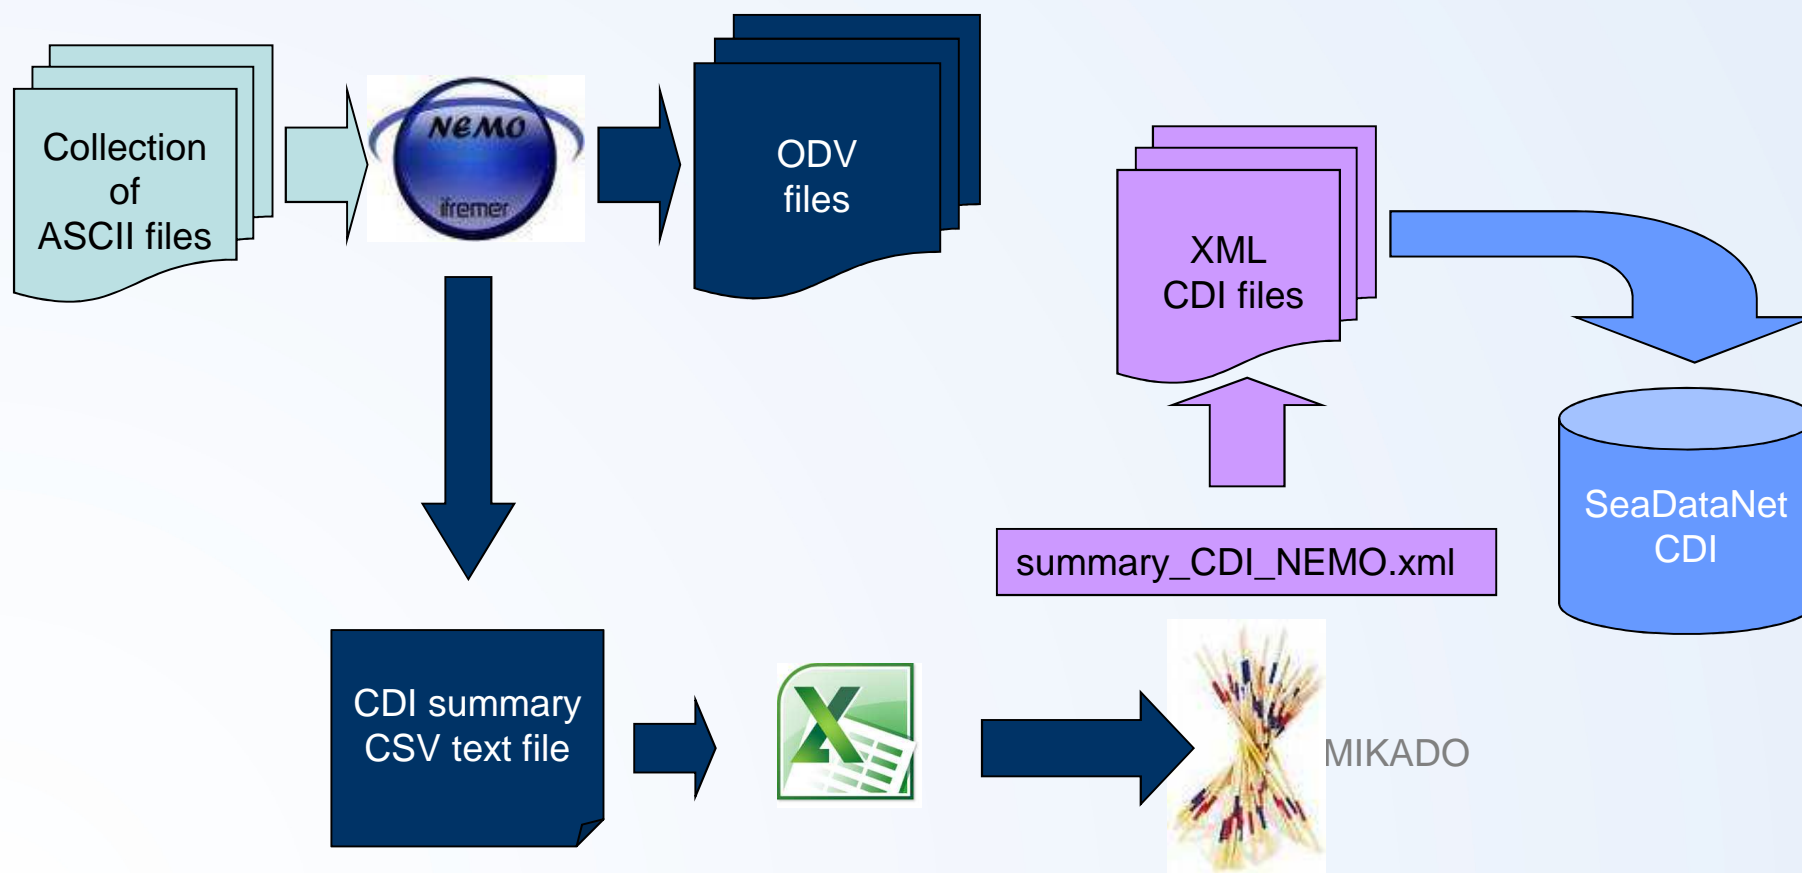 Collection
of
ASCII files
NEMO
ifremer
ODV
files
XML
CDI files
SeaDataNet
CDI
summary_CDI_NEMO.xml
CDI summary
CSV text file
X
MIKADO